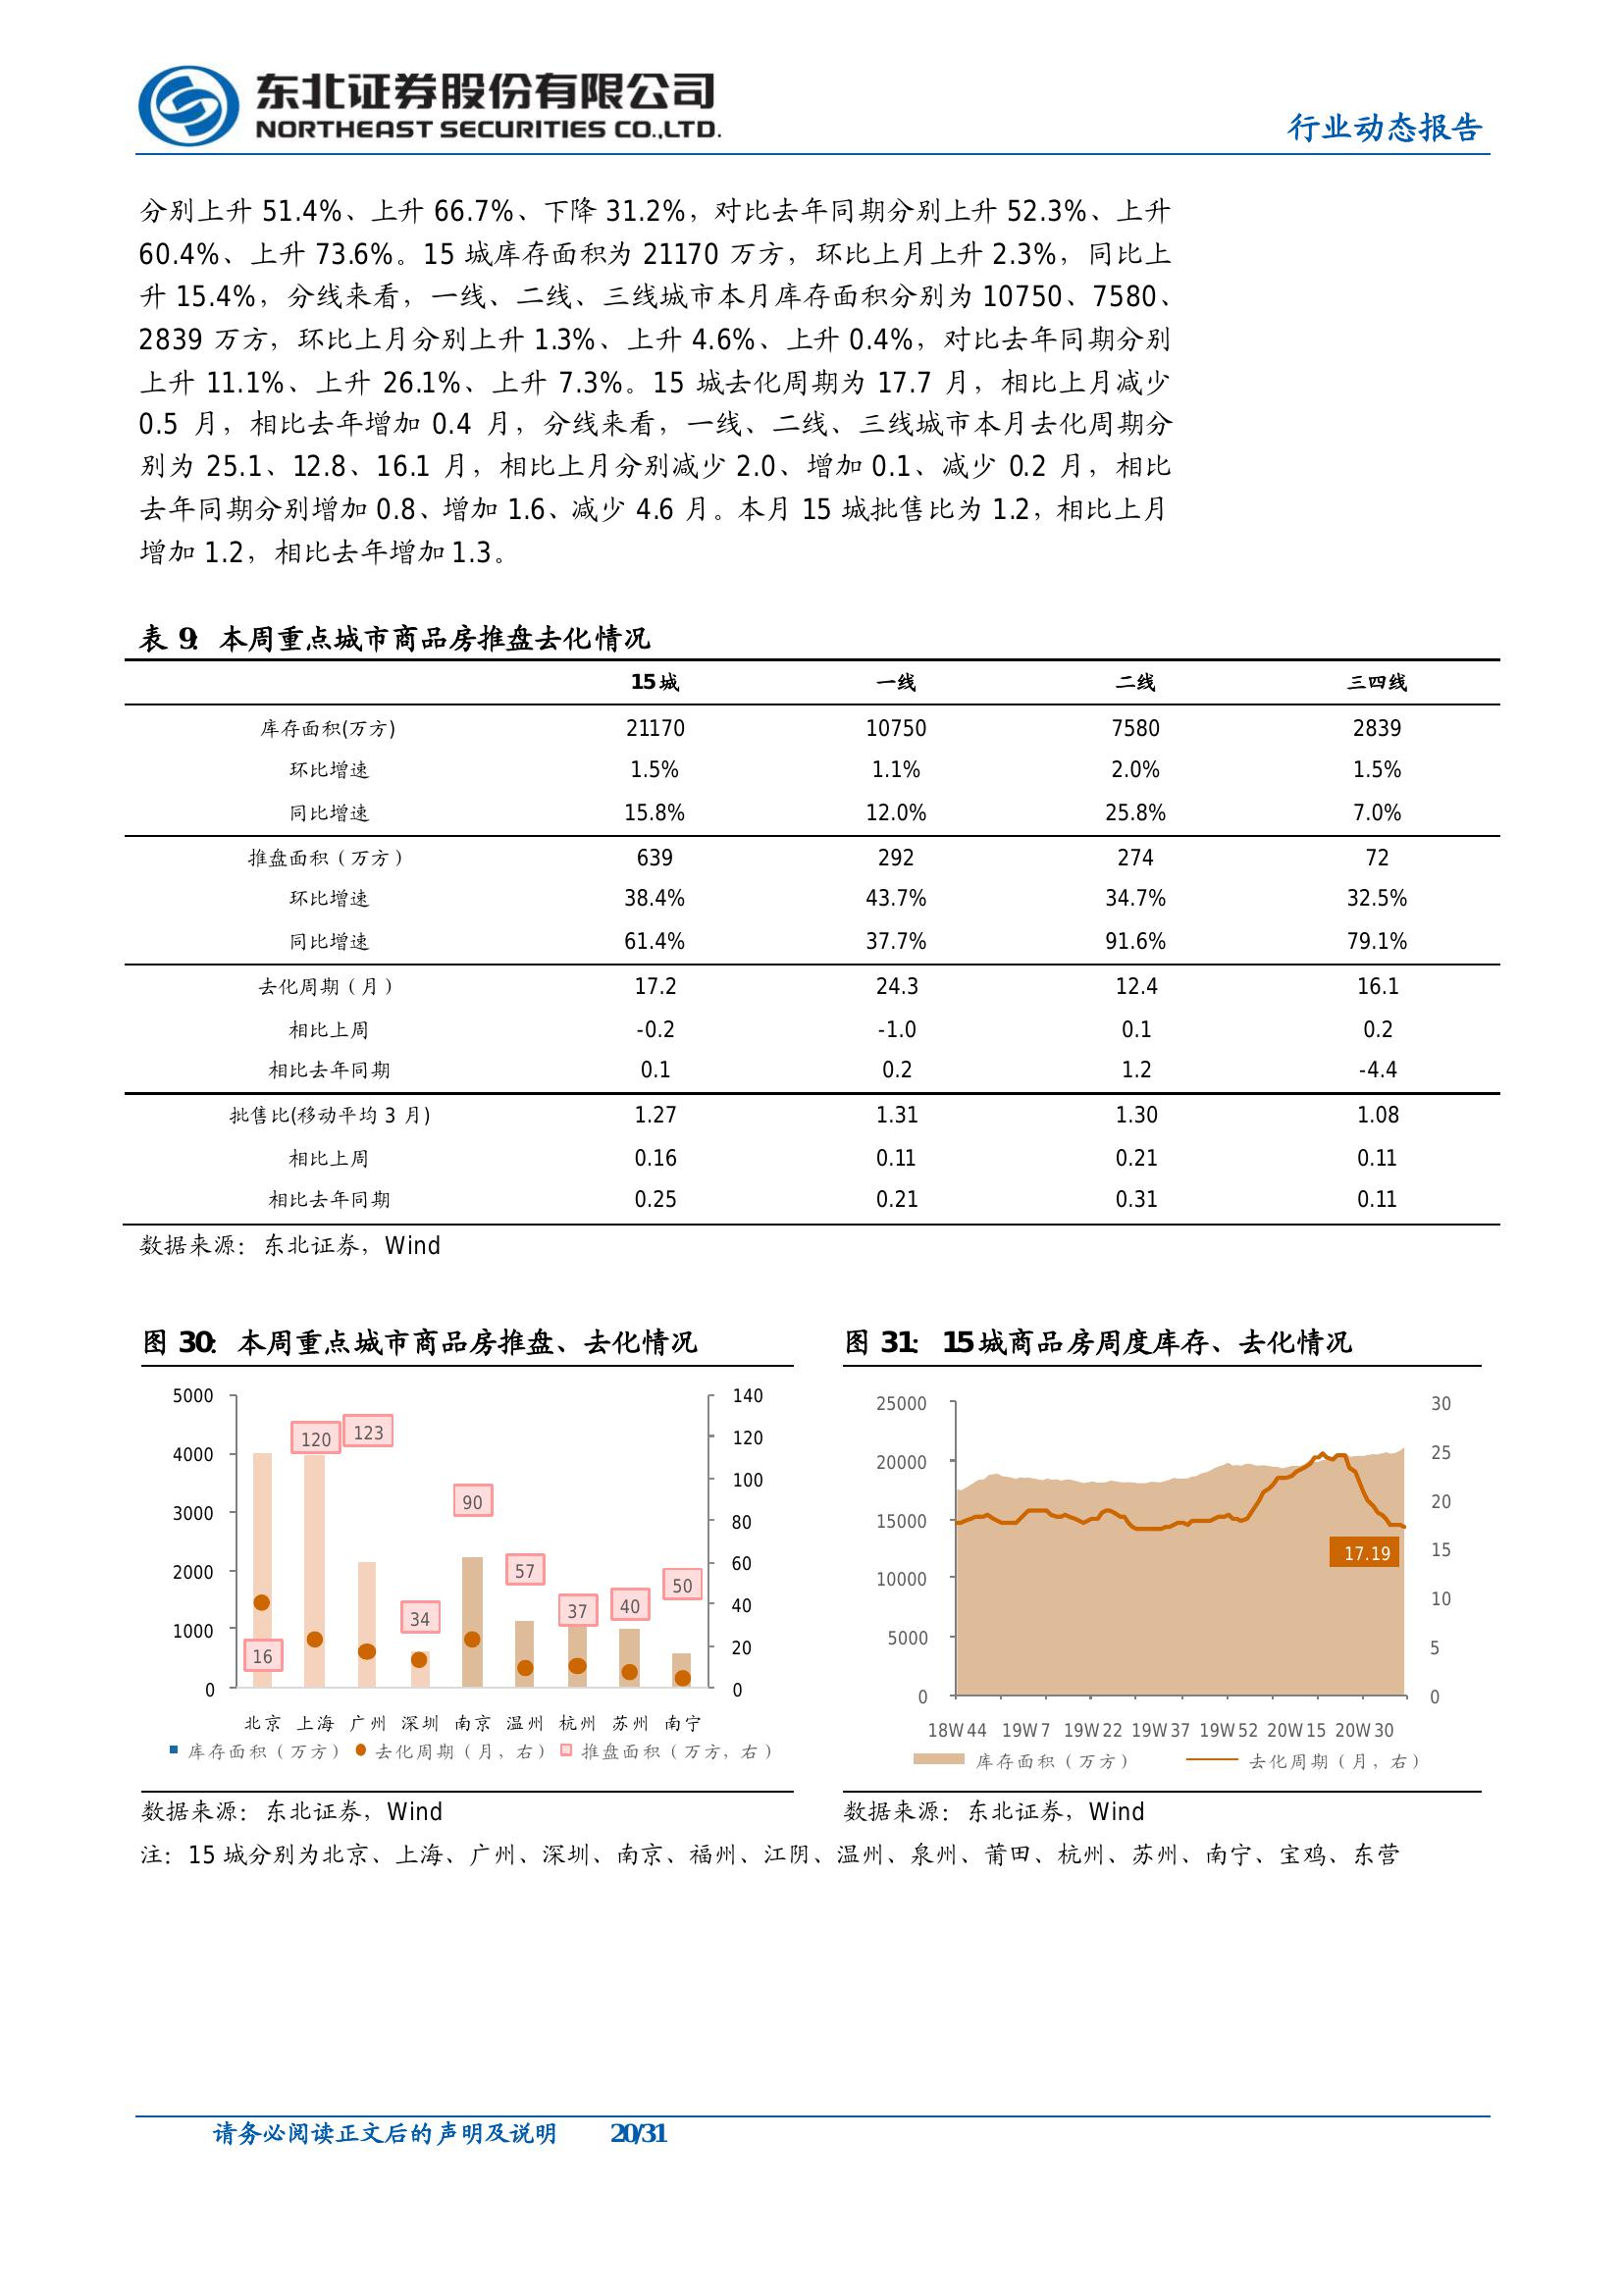 东北证券股份有限公司
NORTHEAST SECURITIES CO.,LTD.
行业动态报告
分别上升 51.4%、上升 66.7%、下降 31.2%，对比去年同期分别上升 52.3%、上升
60.4%、上升 73.6%。15 城库存面积为 21170 万方，环比上月上升 2.3%，同比上
升 15.4%，分线来看，一线、二线、三线城市本月库存面积分别为 10750、7580、
2839 万方，环比上月分别上升 1.3%、上升 4.6%、上升 0.4%，对比去年同期分别
上升 11.1%、上升 26.1%、上升 7.3%。15 城去化周期为 17.7 月，相比上月减少
0.5 月，相比去年增加 0.4 月，分线来看，一线、二线、三线城市本月去化周期分
别为 25.1、12.8、16.1 月，相比上月分别减少 2.0、增加 0.1、减少 0.2 月，相比
去年同期分别增加 0.8、增加 1.6、减少 4.6 月。本月 15 城批售比为 1.2，相比上月
增加 1.2，相比去年增加 1.3。
表 9： 本周重点城市商品房推盘去化情况
15 城 一线 二线 三四线
库存面积(万方) 21170 10750 7580 2839
环比增速 1.5% 1.1% 2.0% 1.5%
同比增速 15.8% 12.0% 25.8% 7.0%
推盘面积（万方） 639 292 274 72
环比增速 38.4% 43.7% 34.7% 32.5%
同比增速 61.4% 37.7% 91.6% 79.1%
去化周期（月） 17.2 24.3 12.4 16.1
相比上周 -0.2 -1.0 0.1 0.2
相比去年同期 0.1 0.2 1.2 -4.4
批售比(移动平均 3 月) 1.27 1.31 1.30 1.08
相比上周 0.16 0.11 0.21 0.11
相比去年同期 0.25 0.21 0.31 0.11
数据来源：东北证券，Wind
图 30： 本周重点城市商品房推盘、去化情况
5000 140
4000 120
3000 100
2000 80
1000 60
0 40
20
0
16 120 123 34 90 57 37 40 50
北京 上海 广州 深圳 南京 温州 杭州 苏州 南宁
库存面积（万方） 去化周期（月，右） 推盘面积（万方，右）
数据来源：东北证券，Wind
图 31： 15 城商品房周度库存、去化情况
25000 30
20000 25
15000 20
10000 15
5000 10
0 5
0
17.19
18W44 19W7 19W22 19W37 19W52 20W15 20W30
库存面积（万方） 去化周期（月，右）
数据来源：东北证券，Wind
注：15 城分别为北京、上海、广州、深圳、南京、福州、江阴、温州、泉州、莆田、杭州、苏州、南宁、宝鸡、东营
请务必阅读正文后的声明及说明 20/31